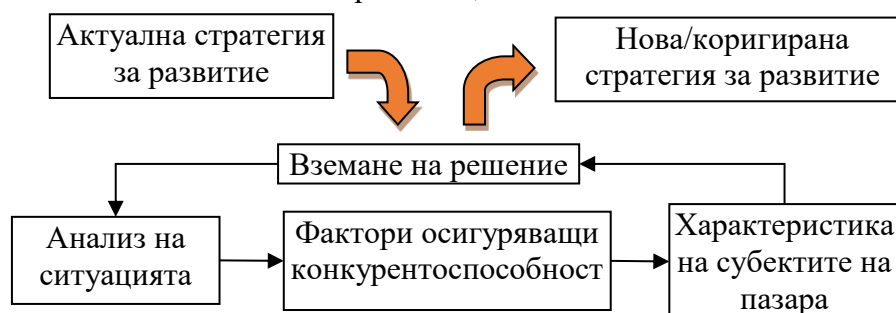 Актуална стратегия
за развитие
Нова/коригирана
стратегия за развитие
Вземане на решение
Анализ на
ситуацията
Фактори осигуряващи
конкурентоспособност
Характеристика
на субектите на
пазара